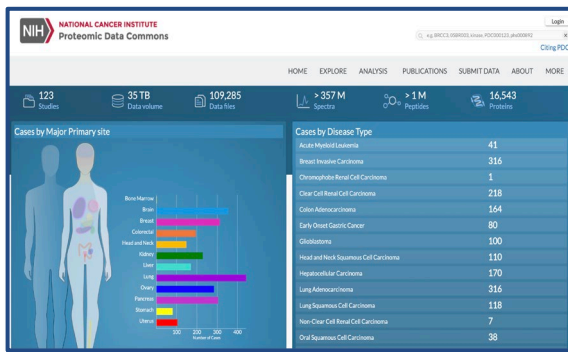 NIH
NATIONAL CANCER INSTITUTE
Proteomic Data Commons
Login
Citing PDC
HOME EXPLORE ANALYSIS PUBLICATIONS SUBMIT DATA ABOUT MORE
123 35 TB 109,285 > 357 M > 1 M 16,543
Studies Data volume Data files Spectra Peptides Proteins
Cases by Major Primary site
Bone Marrow
Brain
Breast
Colorectal
Head and Neck
Kidney
Liver
Lung
Ovary
Pancreas
Stomach
Uterus
100 200 300 400
Number of Cases
Cases by Disease Type
Acute Myeloid Leukemia 41
Breast Invasive Carcinoma 316
Chromophobe Renal Cell Carcinoma 1
Clear Cell Renal Cell Carcinoma 218
Colon Adenocarcinoma 164
Early Onset Gastric Cancer 80
Glioblastoma 100
Head and Neck Squamous Cell Carcinoma 110
Hepatocellular Carcinoma 170
Lung Adenocarcinoma 316
Lung Squamous Cell Carcinoma 118
Non-Clear Cell Renal Cell Carcinoma 7
Oral Squamous Cell Carcinoma 38